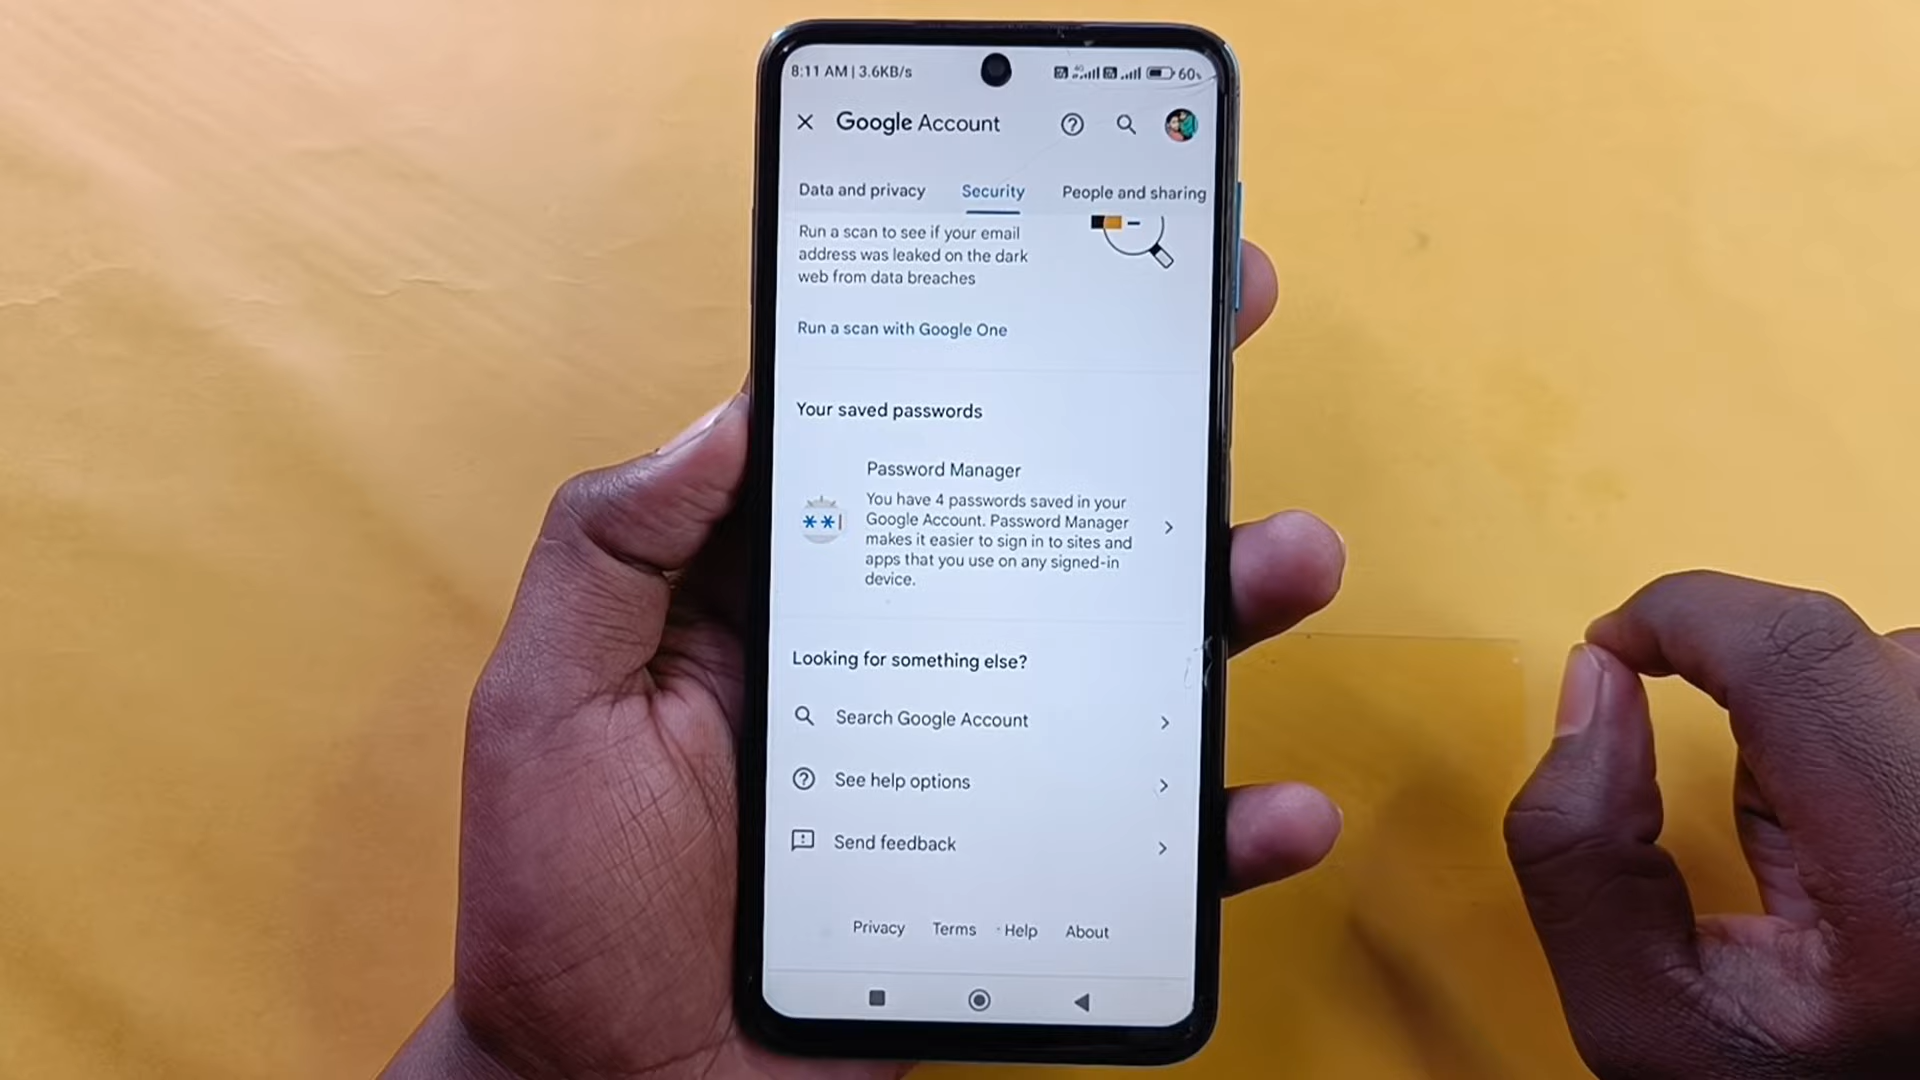 8:11 AM | 3.6KB/s
60
Google Account
Data and privacy Security People and sharing
Run a scan to see if your email
address was leaked on the dark
web from data breaches
Run a scan with Google One
Your saved passwords
Password Manager
You have 4 passwords saved in your
Google Account. Password Manager
makes it easier to sign in to sites and
apps that you use on any signed-in
device.
Looking for something else?
Search Google Account
See help options
Send feedback
Privacy Terms Help About